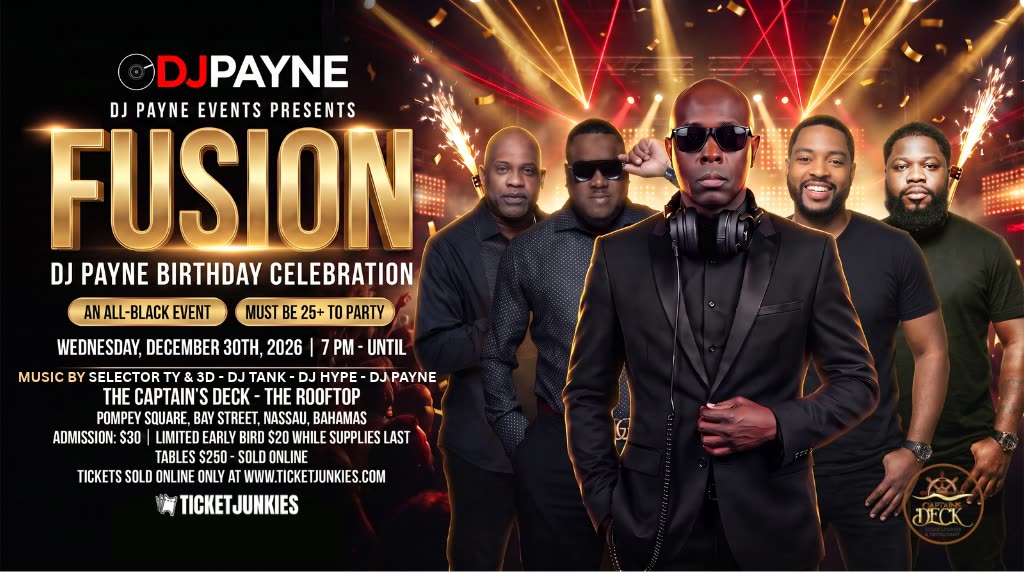 DJPAYNE
DJ PAYNE EVENTS PRESENTS
FUSION
DJ PAYNE BIRTHDAY CELEBRATION
AN ALL-BLACK EVENT
MUST BE 25+ TO PARTY
WEDNESDAY, DECEMBER 30TH, 2026 | 7 PM - UNTIL
MUSIC BY SELECTOR TY & 3D - DJ TANK - DJ HYPE - DJ PAYNE
THE CAPTAIN'S DECK - THE ROOFTOP
POMPEY SQUARE, BAY STREET, NASSAU, BAHAMAS
ADMISSION: $30 | LIMITED EARLY BIRD $20 WHILE SUPPLIES LAST
TABLES $250 - SOLD ONLINE
TICKETS SOLD ONLINE ONLY AT WWW.TICKETJUNKIES.COM
TICKETJUNKIES
CAPTAIN'S
DECK